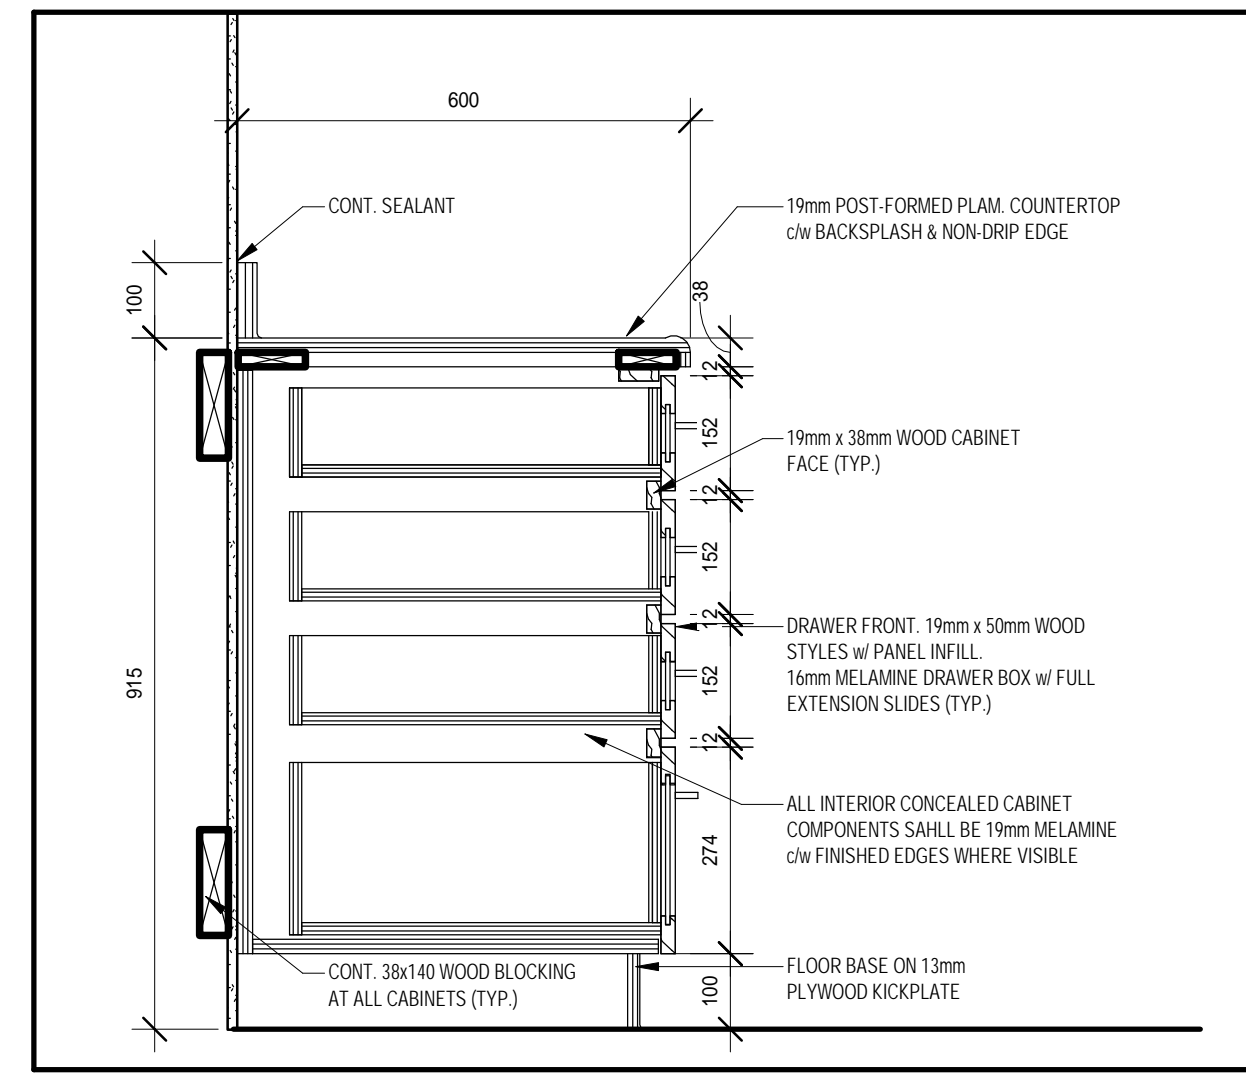 600
CONT. SEALANT
19mm POST-FORMED PLAM. COUNTERTOP
c/w BACKSPLASH & NON-DRIP EDGE
100
38
12
152
19mm x 38mm WOOD CABINET
FACE (TYP.)
12
152
12
DRAWER FRONT. 19mm x 50mm WOOD
STYLES w/ PANEL INFILL.
16mm MELAMINE DRAWER BOX w/ FULL
EXTENSION SLIDES (TYP.)
915
152
12
ALL INTERIOR CONCEALED CABINET
COMPONENTS SAHLL BE 19mm MELAMINE
c/w FINISHED EDGES WHERE VISIBLE
274
CONT. 38x140 WOOD BLOCKING
AT ALL CABINETS (TYP.)
FLOOR BASE ON 13mm
PLYWOOD KICKPLATE
100